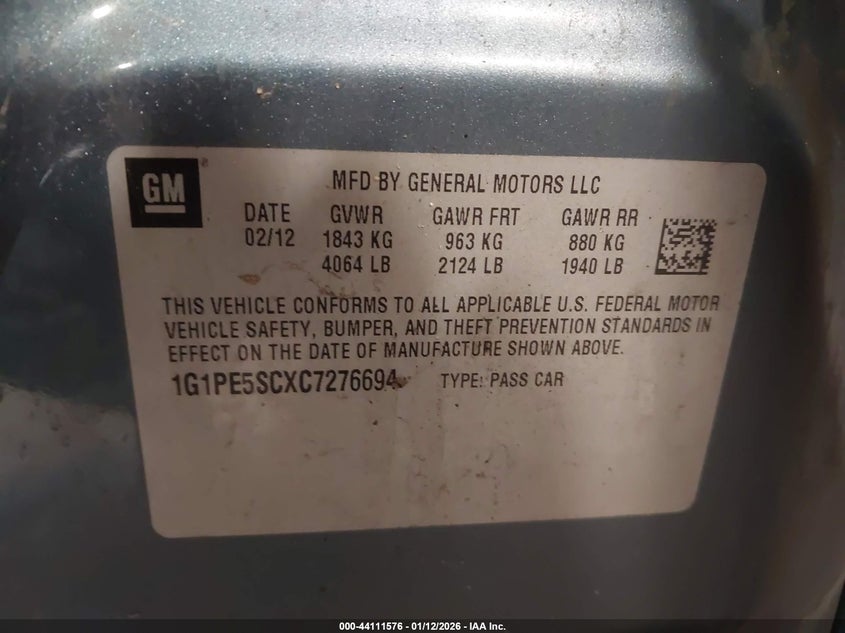 GM
MFD BY GENERAL MOTORS LLC
DATE GVWR GAWR FRT GAWR RR
02/12 1843 KG 963 KG 880 KG
4064 LB 2124 LB 1940 LB
THIS VEHICLE CONFORMS TO ALL APPLICABLE U.S. FEDERAL MOTOR
VEHICLE SAFETY, BUMPER, AND THEFT PREVENTION STANDARDS IN
EFFECT ON THE DATE OF MANUFACTURE SHOWN ABOVE.
1G1PE5SCXC7276694 TYPE: PASS CAR
000-44111576 - 01/12/2026 - IAA Inc.